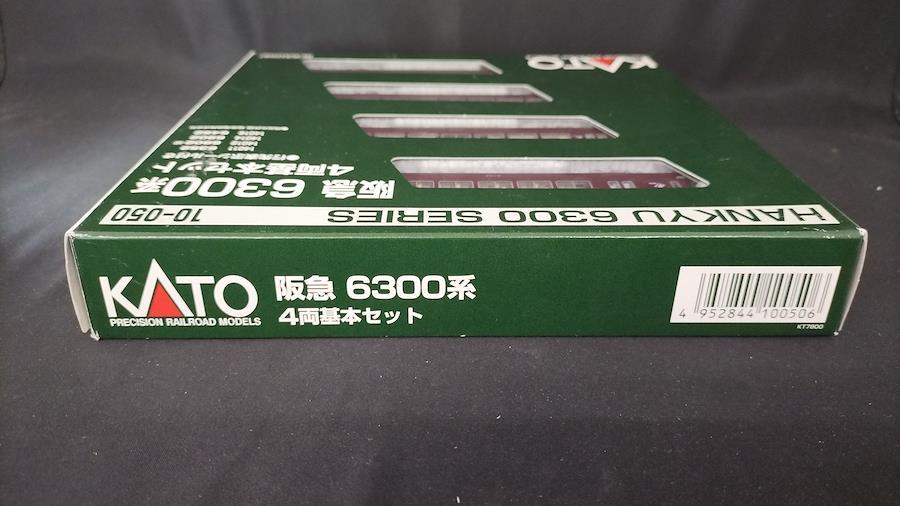 KATO
HANKYU 6300 SERIES
10-050
阪急 6300系
4両基本セット
KATO
PRECISION RAILROAD MODELS
阪急 6300系
4両基本セット
4 952844 100506
KT7800